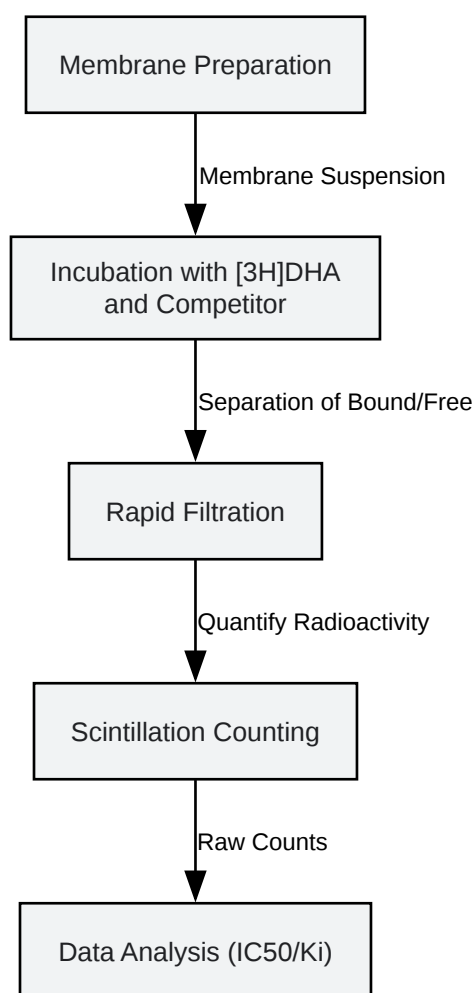 Membrane Preparation
Membrane Suspension
Incubation with [3H]DHA
and Competitor
Separation of Bound/Free
Rapid Filtration
Quantify Radioactivity
Scintillation Counting
Raw Counts
Data Analysis (IC50/Ki)